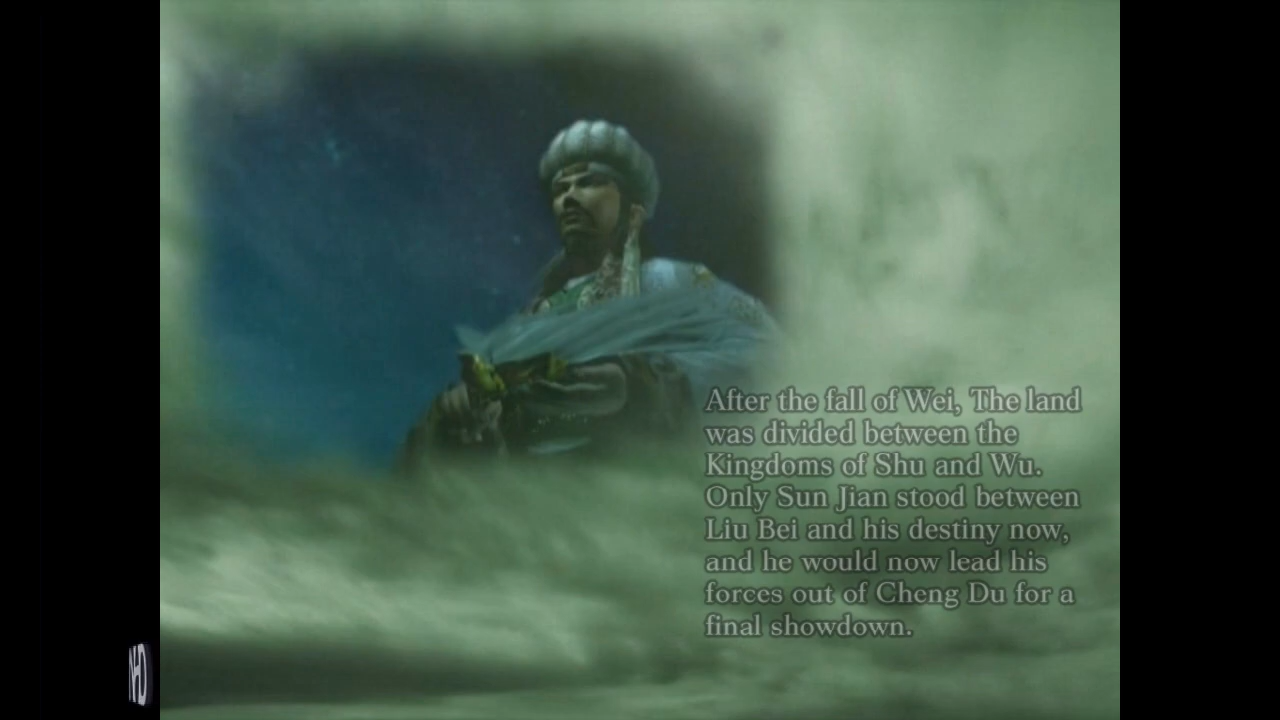 After the fall of Wei, The land
was divided between the
Kingdoms of Shu and Wu.
Only Sun Jian stood between
Liu Bei and his destiny now,
and he would now lead his
forces out of Cheng Du for a
final showdown.
NHD